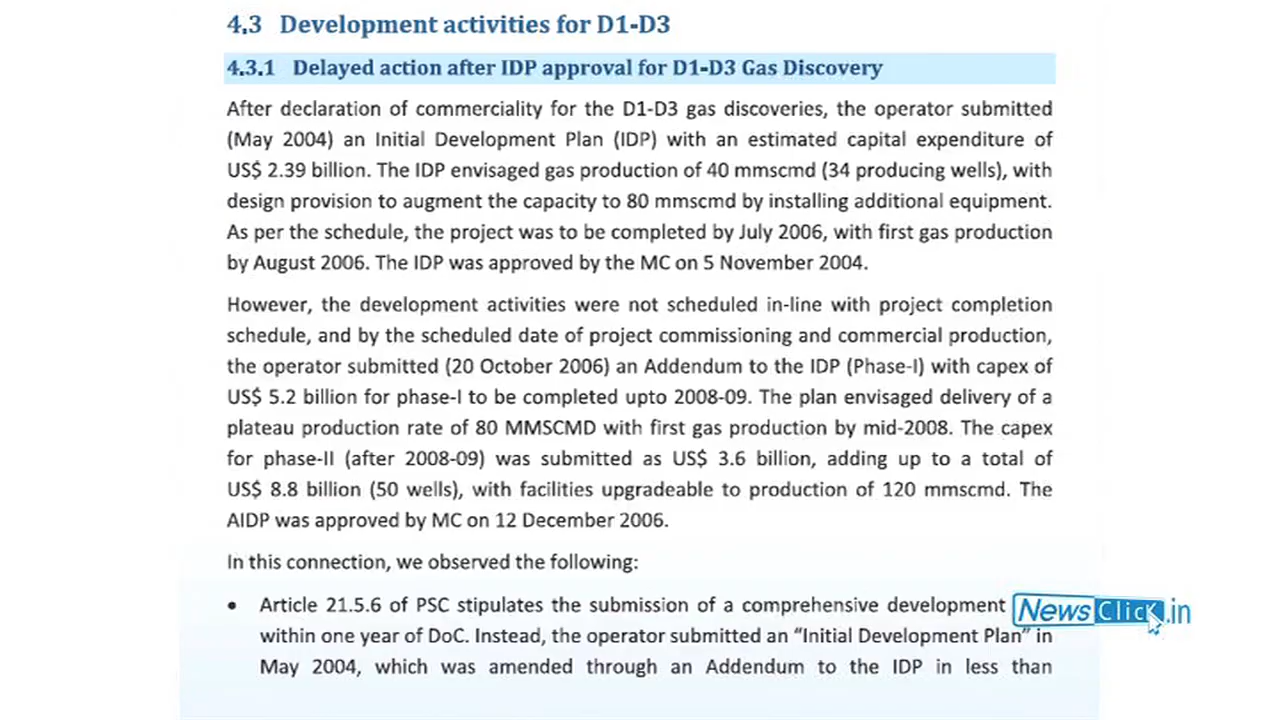 4.3 Development activities for D1-D3
4.3.1 Delayed action after IDP approval for D1-D3 Gas Discovery
After declaration of commerciality for the D1-D3 gas discoveries, the operator submitted
(May 2004) an Initial Development Plan (IDP) with an estimated capital expenditure of
US$ 2.39 billion. The IDP envisaged gas production of 40 mmscmd (34 producing wells), with
design provision to augment the capacity to 80 mmscmd by installing additional equipment.
As per the schedule, the project was to be completed by July 2006, with first gas production
by August 2006. The IDP was approved by the MC on 5 November 2004.
However, the development activities were not scheduled in-line with project completion
schedule, and by the scheduled date of project commissioning and commercial production,
the operator submitted (20 October 2006) an Addendum to the IDP (Phase-I) with capex of
US$ 5.2 billion for phase-I to be completed upto 2008-09. The plan envisaged delivery of a
plateau production rate of 80 MMSCMD with first gas production by mid-2008. The capex
for phase-II (after 2008-09) was submitted as US$ 3.6 billion, adding up to a total of
US$ 8.8 billion (50 wells), with facilities upgradeable to production of 120 mmscmd. The
AIDP was approved by MC on 12 December 2006.
In this connection, we observed the following:
• Article 21.5.6 of PSC stipulates the submission of a comprehensive development
NewsClick.in
within one year of DoC. Instead, the operator submitted an “Initial Development Plan” in
May 2004, which was amended through an Addendum to the IDP in less than